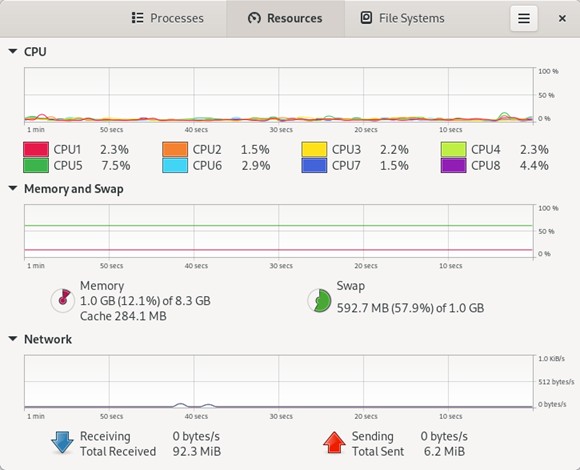 Processes Resources File Systems
CPU
100 %
50 %
0 %
1 min 50 secs 40 secs 30 secs 20 secs 10 secs
CPU1 2.3% CPU2 1.5% CPU3 2.2% CPU4 2.3%
CPU5 7.5% CPU6 2.9% CPU7 1.5% CPU8 4.4%
Memory and Swap
100 %
50 %
0 %
1 min 50 secs 40 secs 30 secs 20 secs 10 secs
Memory
1.0 GB (12.1%) of 8.3 GB
Cache 284.1 MB
Swap
592.7 MB (57.9%) of 1.0 GB
Network
1.0 KiB/s
512 bytes/s
0 bytes/s
1 min 50 secs 40 secs 30 secs 20 secs 10 secs
Receiving 0 bytes/s
Total Received 92.3 MiB
Sending 0 bytes/s
Total Sent 6.2 MiB